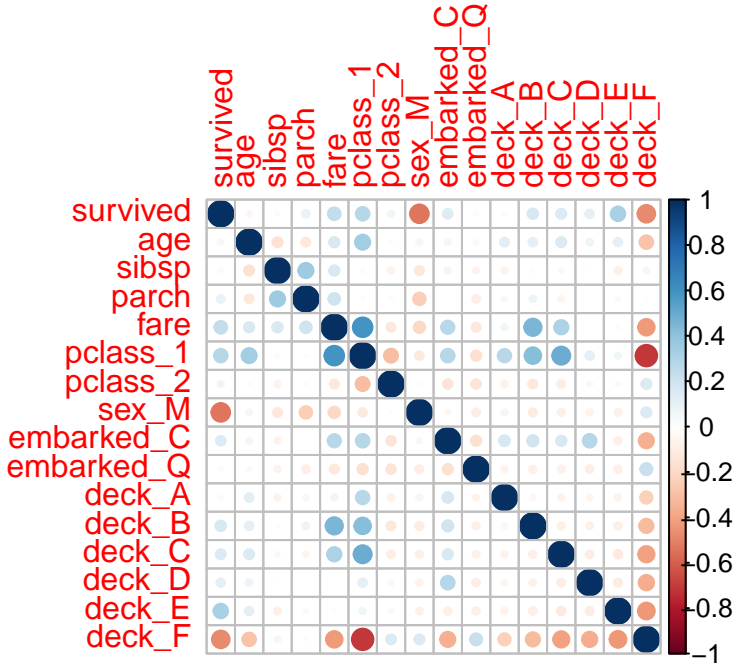 survived
age
sibsp
parch
fare
pclass_1
pclass_2
sex_M
embarked_C
embarked_Q
deck_A
deck_B
deck_C
deck_D
deck_E
deck_F
survived
age
sibsp
parch
fare
pclass_1
pclass_2
sex_M
embarked_C
embarked_Q
deck_A
deck_B
deck_C
deck_D
deck_E
deck_F
1
0.8
0.6
0.4
0.2
0
-0.2
-0.4
-0.6
-0.8
-1